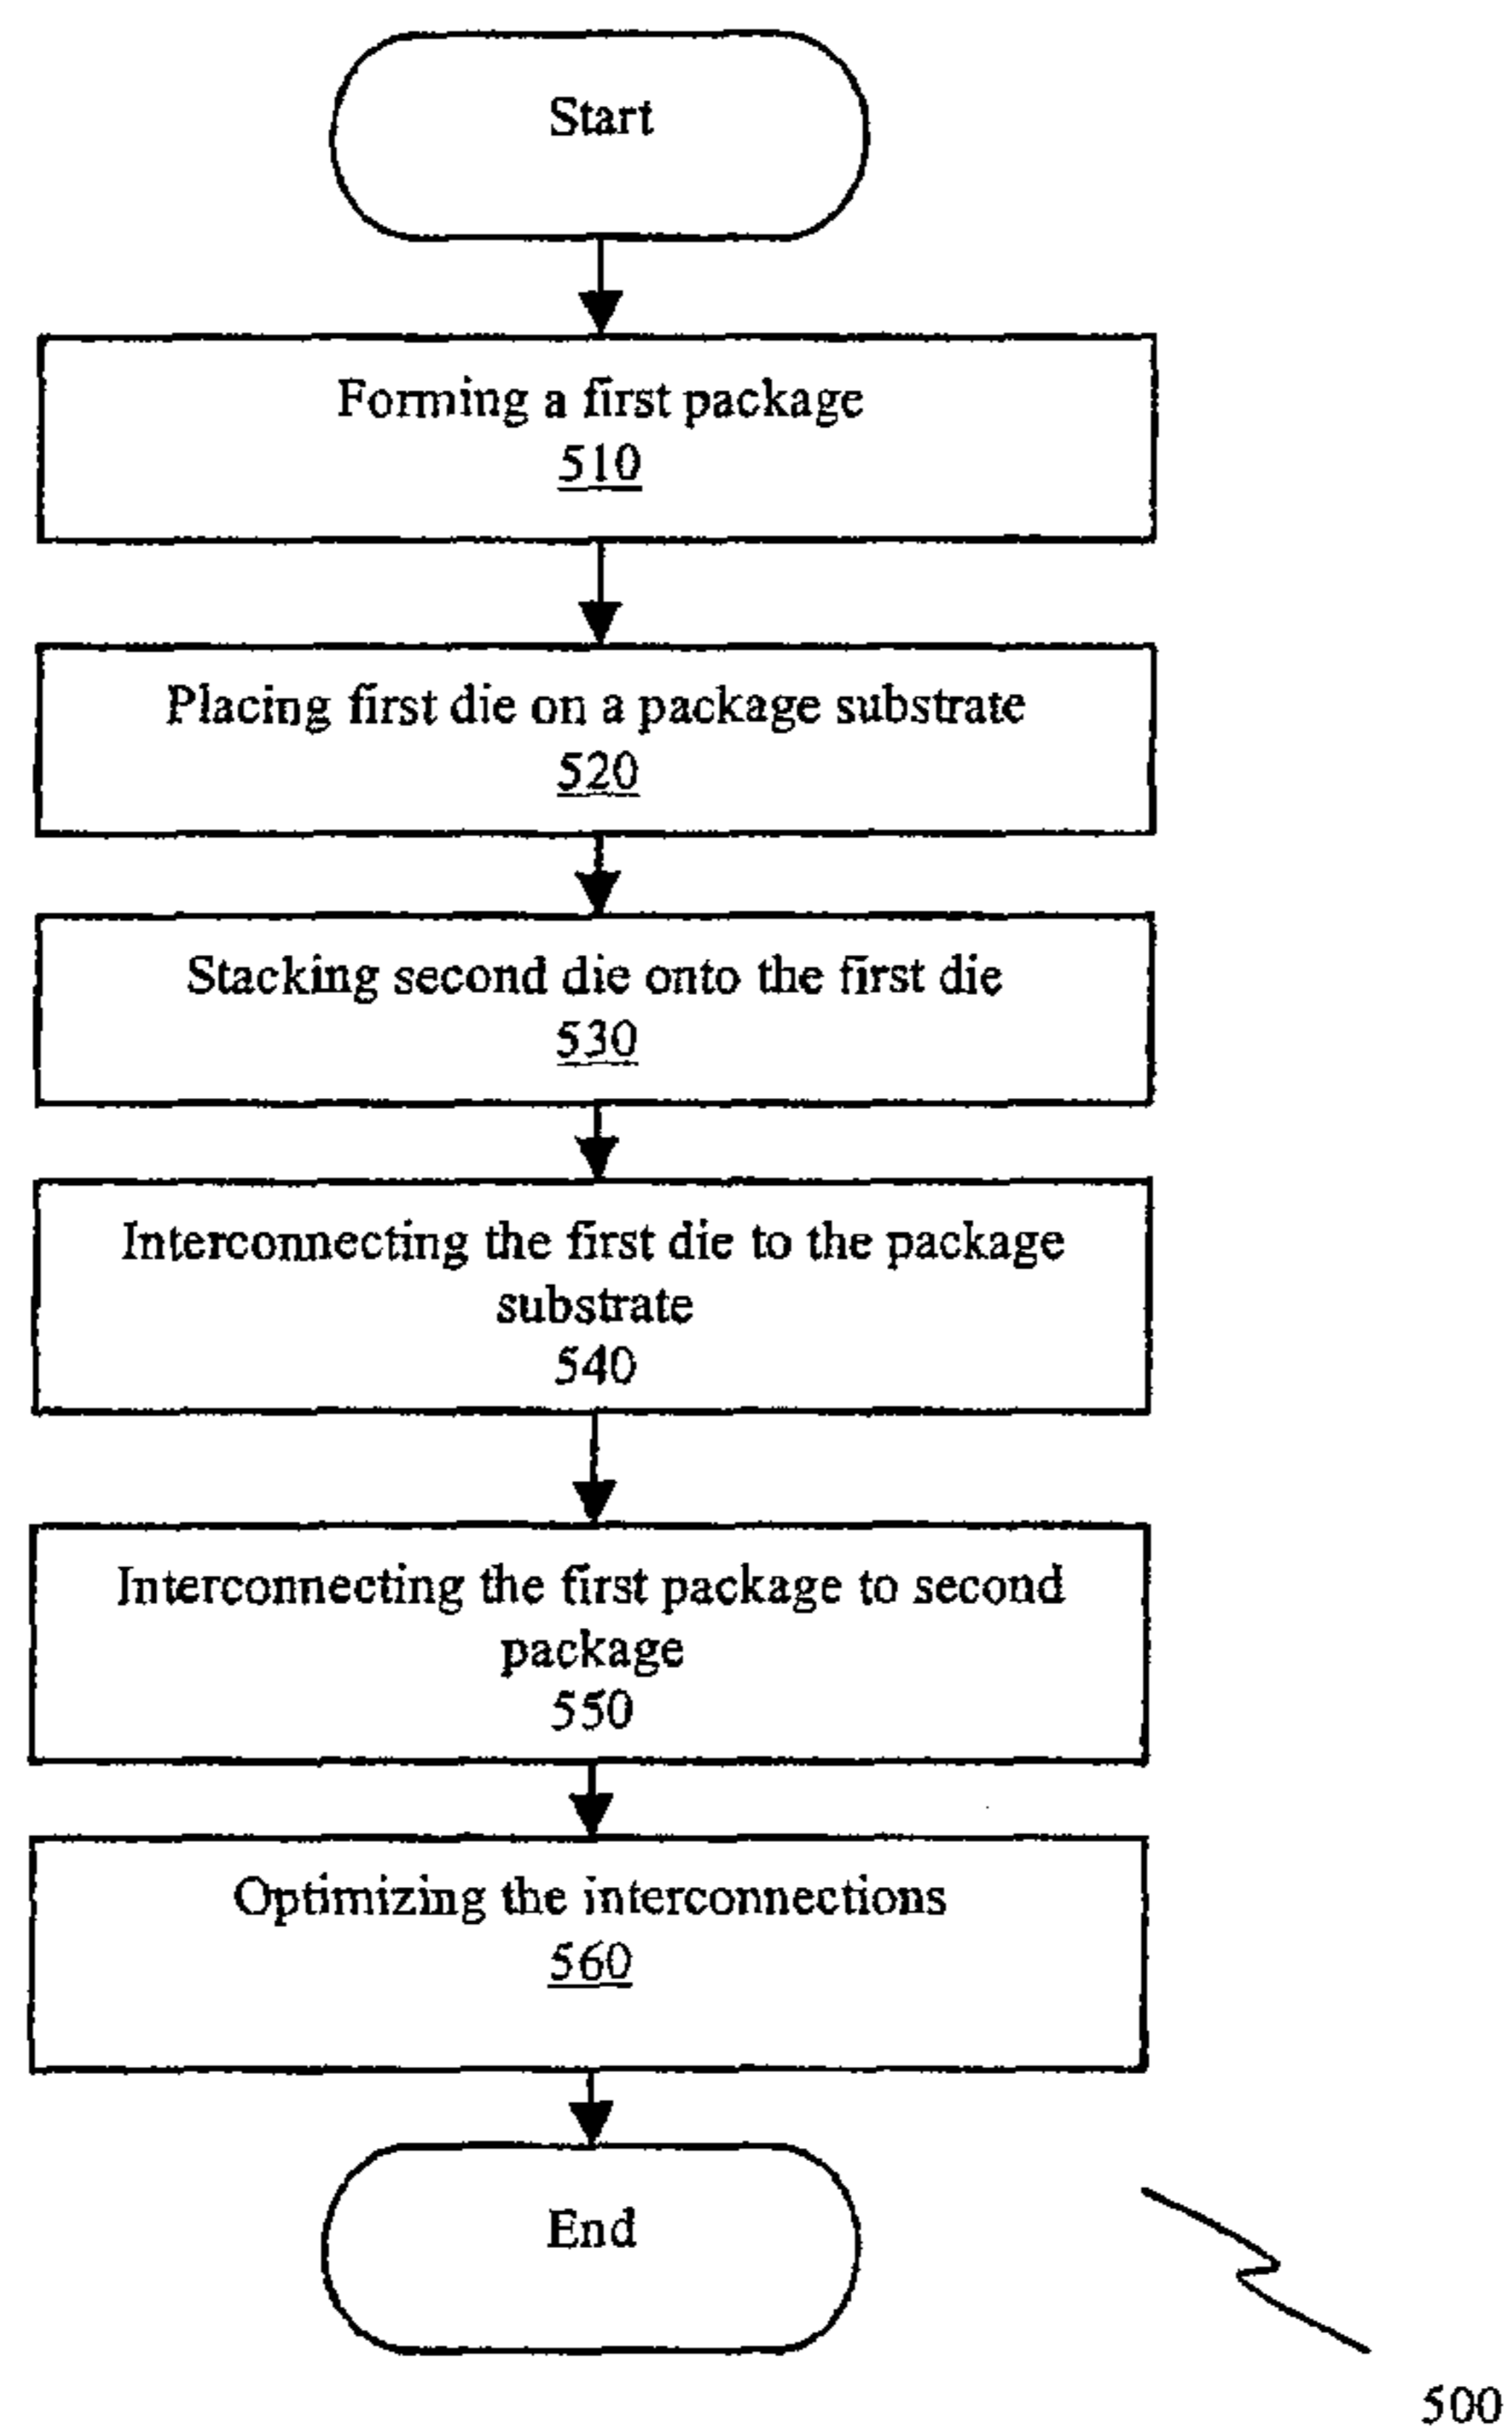 Start
Forming a first package
510
Placing first die on a package substrate
520
Stacking second die onto the first die
530
Interconnecting the first die to the package
substrate
540
Interconnecting the first package to second
package
550
Optimizing the interconnections
560
End
500